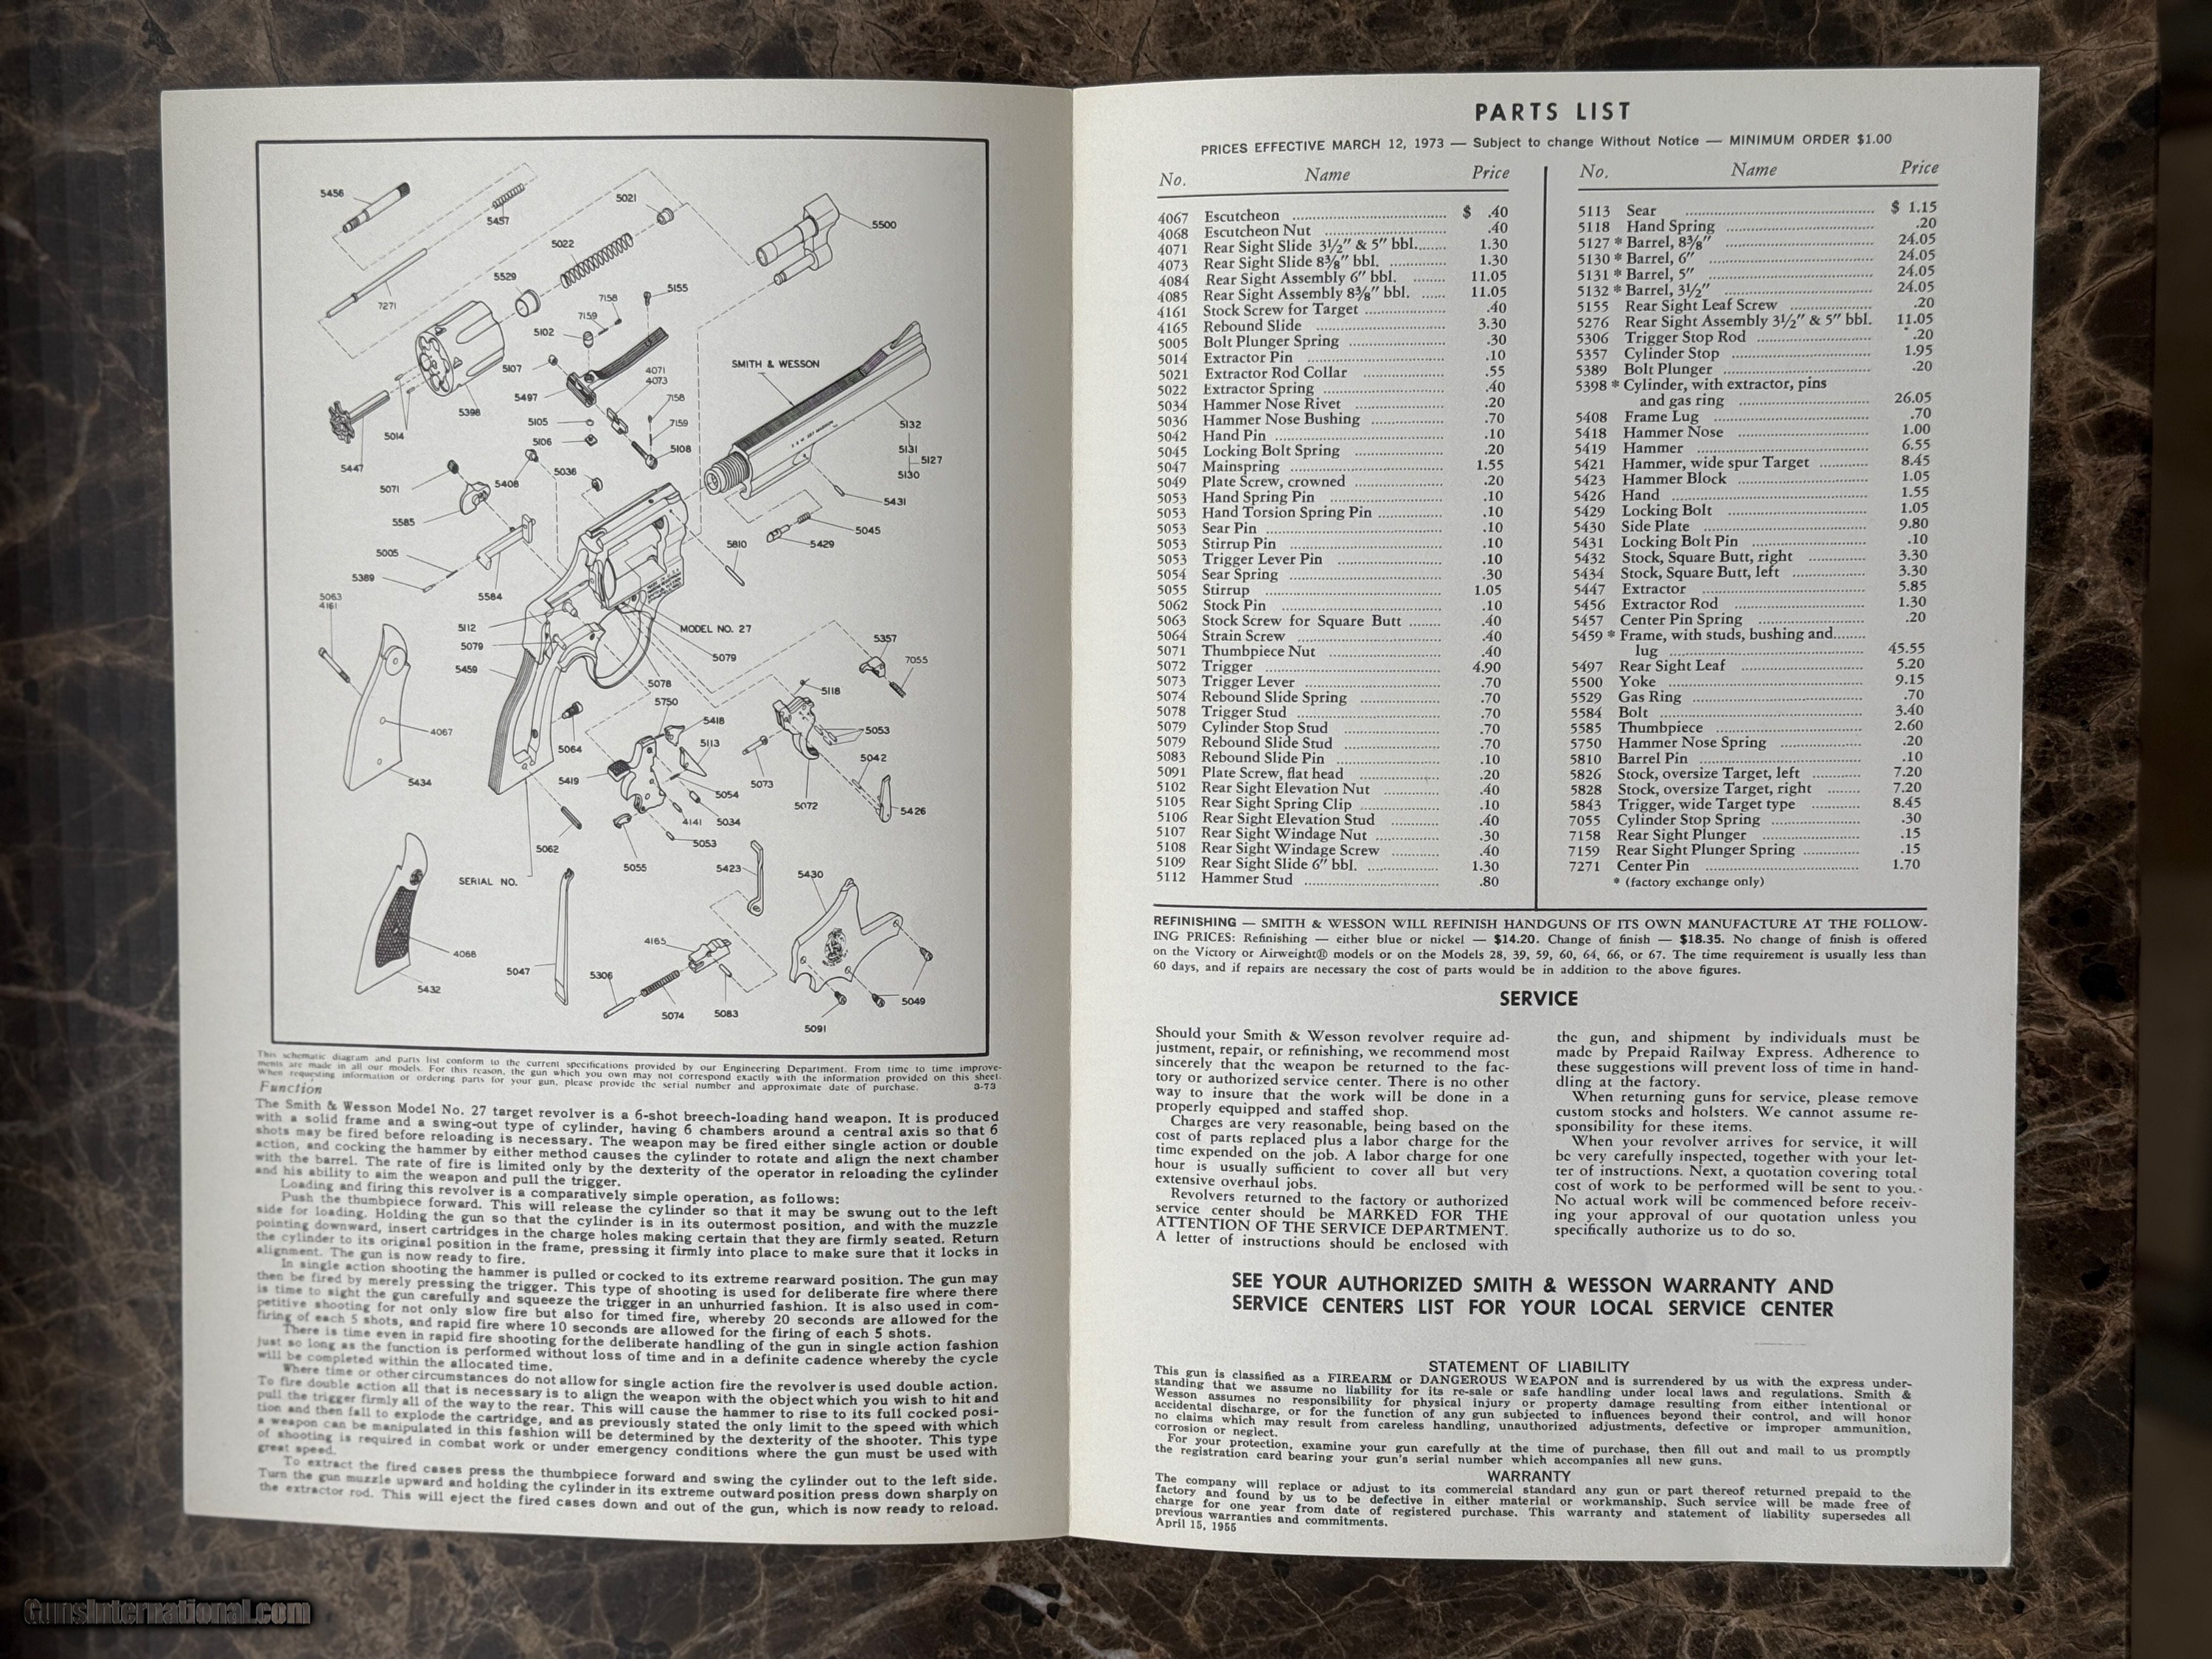 5456
5457
5021
5500
5022
5529
7271
5155
7158
7159
5102
SMITH & WESSON
5107
4071
4073
5497
5398
7158
5105
7159
5132
5014
5106
5131
5108
5127
5447
5130
5036
5071
5408
5431
5585
5045
5810
5429
5005
5389
5584
5063
4161
5112
MODEL NO. 27
5357
5079
5079
7055
5459
5078
5118
5750
5418
5053
4067
5064
5113
5042
5434
5419
5073
5054
5072
5426
4141
5034
5062
5053
5055
5423
5430
SERIAL NO.
4165
4068
5047
5306
5432
5049
5074
5083
5091
This schematic diagram and parts list conform to the current specifications provided by our Engineering Department. From time to time improve-
ments are made in all our models. For this reason, the gun which you own may not correspond exactly with the information provided on this sheet.
When requesting information or ordering parts for your gun, please provide the serial number and approximate date of purchase.
Function
The Smith & Wesson Model No. 27 target revolver is a 6-shot breech-loading hand weapon. It is produced
with a solid frame and a swing-out type of cylinder, having 6 chambers around a central axis so that 6
shots may be fired before reloading is necessary. The weapon may be fired either single action or double
action, and cocking the hammer by either method causes the cylinder to rotate and align the next chamber
with the barrel. The rate of fire is limited only by the dexterity of the operator in reloading the cylinder
and his ability to aim the weapon and pull the trigger.
Loading and firing this revolver is a comparatively simple operation, as follows:
Push the thumbpiece forward. This will release the cylinder so that it may be swung out to the left
side for loading. Holding the gun so that the cylinder is in its outermost position, and with the muzzle
pointing downward, insert cartridges in the charge holes making certain that they are firmly seated. Return
the cylinder to its original position in the frame, pressing it firmly into place to make sure that it locks in
alignment. The gun is now ready to fire.
In single action shooting the hammer is pulled or cocked to its extreme rearward position. The gun may
then be fired by merely pressing the trigger. This type of shooting is used for deliberate fire where there
is time to sight the gun carefully and squeeze the trigger in an unhurried fashion. It is also used in com-
petitive shooting for not only slow fire but also for timed fire, whereby 20 seconds are allowed for the
firing of each 5 shots, and rapid fire where 10 seconds are allowed for the firing of each 5 shots.
There is time even in rapid fire shooting for the deliberate handling of the gun in single action fashion
just so long as the function is performed without loss of time and in a definite cadence whereby the cycle
will be completed within the allocated time.
Where time or other circumstances do not allow for single action fire the revolver is used double action.
To fire double action all that is necessary is to align the weapon with the object which you wish to hit and
pull the trigger firmly all of the way to the rear. This will cause the hammer to rise to its full cocked posi-
tion and then fall to explode the cartridge, and as previously stated the only limit to the speed with which
a weapon can be manipulated in this fashion will be determined by the dexterity of the shooter. This type
of shooting is required in combat work or under emergency conditions where the gun must be used with
great speed.
To extract the fired cases press the thumbpiece forward and swing the cylinder out to the left side.
Turn the gun muzzle upward and holding the cylinder in its extreme outward position press down sharply on
the extractor rod. This will eject the fired cases down and out of the gun, which is now ready to reload.
PARTS LIST
PRICES EFFECTIVE MARCH 12, 1973 — Subject to change Without Notice — MINIMUM ORDER $1.00
No. Name Price
4067 Escutcheon $ .40
4068 Escutcheon Nut .40
4071 Rear Sight Slide 3½″ & 5″ bbl. 1.30
4073 Rear Sight Slide 8⅜″ bbl. 1.30
4084 Rear Sight Assembly 6″ bbl. 11.05
4085 Rear Sight Assembly 8⅜″ bbl. 11.05
4161 Stock Screw for Target .40
4165 Rebound Slide 3.30
5005 Bolt Plunger Spring .30
5014 Extractor Pin .10
5021 Extractor Rod Collar .55
5022 Extractor Spring .40
5034 Hammer Nose Rivet .20
5036 Hammer Nose Bushing .70
5042 Hand Pin .10
5045 Locking Bolt Spring .20
5047 Mainspring 1.55
5049 Plate Screw, crowned .20
5053 Hand Spring Pin .10
5053 Hand Torsion Spring Pin .10
5053 Sear Pin .10
5053 Stirrup Pin .10
5053 Trigger Lever Pin .10
5054 Sear Spring .30
5055 Stirrup 1.05
5062 Stock Pin .10
5063 Stock Screw for Square Butt .40
5064 Strain Screw .40
5071 Thumbpiece Nut .40
5072 Trigger 4.90
5073 Trigger Lever .70
5074 Rebound Slide Spring .70
5078 Trigger Stud .70
5079 Cylinder Stop Stud .70
5079 Rebound Slide Stud .70
5083 Rebound Slide Pin .10
5091 Plate Screw, flat head .20
5102 Rear Sight Elevation Nut .40
5105 Rear Sight Spring Clip .10
5106 Rear Sight Elevation Stud .40
5107 Rear Sight Windage Nut .30
5108 Rear Sight Windage Screw .40
5109 Rear Sight Slide 6″ bbl. 1.30
5112 Hammer Stud .80
No. Name Price
5113 Sear $ 1.15
5118 Hand Spring .20
5127 * Barrel, 8⅜″ 24.05
5130 * Barrel, 6″ 24.05
5131 * Barrel, 5″ 24.05
5132 * Barrel, 3½″ 24.05
5155 Rear Sight Leaf Screw .20
5276 Rear Sight Assembly 3½″ & 5″ bbl. 11.05
5306 Trigger Stop Rod .20
5357 Cylinder Stop 1.95
5389 Bolt Plunger .20
5398 * Cylinder, with extractor, pins
and gas ring 26.05
5408 Frame Lug .70
5418 Hammer Nose 1.00
5419 Hammer 6.55
5421 Hammer, wide spur Target 8.45
5423 Hammer Block 1.05
5426 Hand 1.55
5429 Locking Bolt 1.05
5430 Side Plate 9.80
5431 Locking Bolt Pin .10
5432 Stock, Square Butt, right 3.30
5434 Stock, Square Butt, left 3.30
5447 Extractor 5.85
5456 Extractor Rod 1.30
5457 Center Pin Spring .20
5459 * Frame, with studs, bushing and
lug 45.55
5497 Rear Sight Leaf 5.20
5500 Yoke 9.15
5529 Gas Ring .70
5584 Bolt 3.40
5585 Thumbpiece 2.60
5750 Hammer Nose Spring .20
5810 Barrel Pin .10
5826 Stock, oversize Target, left 7.20
5828 Stock, oversize Target, right 7.20
5843 Trigger, wide Target type 8.45
7055 Cylinder Stop Spring .30
7158 Rear Sight Plunger .15
7159 Rear Sight Plunger Spring .15
7271 Center Pin 1.70
* (factory exchange only)
REFINISHING — SMITH & WESSON WILL REFINISH HANDGUNS OF ITS OWN MANUFACTURE AT THE FOLLOW-
ING PRICES: Refinishing — either blue or nickel — $14.20. Change of finish — $18.35. No change of finish is offered
on the Victory or Airweight® models or on the Models 28, 39, 59, 60, 64, 66, or 67. The time requirement is usually less than
60 days, and if repairs are necessary the cost of parts would be in addition to the above figures.
SERVICE
Should your Smith & Wesson revolver require ad-
justment, repair, or refinishing, we recommend most
sincerely that the weapon be returned to the fac-
tory or authorized service center. There is no other
way to insure that the work will be done in a
properly equipped and staffed shop.
Charges are very reasonable, being based on the
cost of parts replaced plus a labor charge for the
time expended on the job. A labor charge for one
hour is usually sufficient to cover all but very
extensive overhaul jobs.
Revolvers returned to the factory or authorized
service center should be MARKED FOR THE
ATTENTION OF THE SERVICE DEPARTMENT.
A letter of instructions should be enclosed with
the gun, and shipment by individuals must be
made by Prepaid Railway Express. Adherence to
these suggestions will prevent loss of time in hand-
dling at the factory.
When returning guns for service, please remove
custom stocks and holsters. We cannot assume re-
sponsibility for these items.
When your revolver arrives for service, it will
be very carefully inspected, together with your let-
ter of instructions. Next, a quotation covering total
cost of work to be performed will be sent to you.
No actual work will be commenced before receiv-
ing your approval of our quotation unless you
specifically authorize us to do so.
SEE YOUR AUTHORIZED SMITH & WESSON WARRANTY AND
SERVICE CENTERS LIST FOR YOUR LOCAL SERVICE CENTER
STATEMENT OF LIABILITY
This gun is classified as a FIREARM or DANGEROUS WEAPON and is surrendered by us with the express under-
standing that we assume no liability for its re-sale or safe handling under local laws and regulations. Smith &
Wesson assumes no responsibility for physical injury or property damage resulting from either intentional or
accidental discharge, or for the function of any gun subjected to influences beyond their control, and will honor
no claims which may result from careless handling, unauthorized adjustments, defective or improper ammunition,
corrosion or neglect.
For your protection, examine your gun carefully at the time of purchase, then fill out and mail to us promptly
the registration card bearing your gun's serial number which accompanies all new guns.
WARRANTY
The company will replace or adjust to its commercial standard any gun or part thereof returned prepaid to the
factory and found by us to be defective in either material or workmanship. Such service will be made free of
charge for one year from date of registered purchase. This warranty and statement of liability supersedes all
previous warranties and commitments.
April 15, 1955
GunsInternational.com